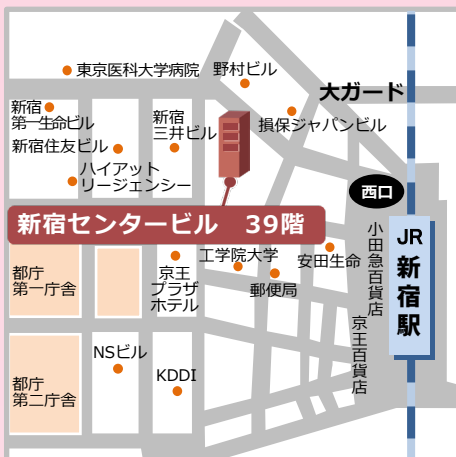 東京医科大学病院
野村ビル
大ガード
新宿
第一生命ビル
新宿
三井ビル
損保ジャパンビル
新宿住友ビル
ハイアット
リージェンシー
西口
新宿センタービル 39階
小田急百貨店
JR
新宿駅
都庁
第一庁舎
京王
プラザ
ホテル
工学院大学
郵便局
安田生命
京王百貨店
NSビル
KDDI
都庁
第二庁舎